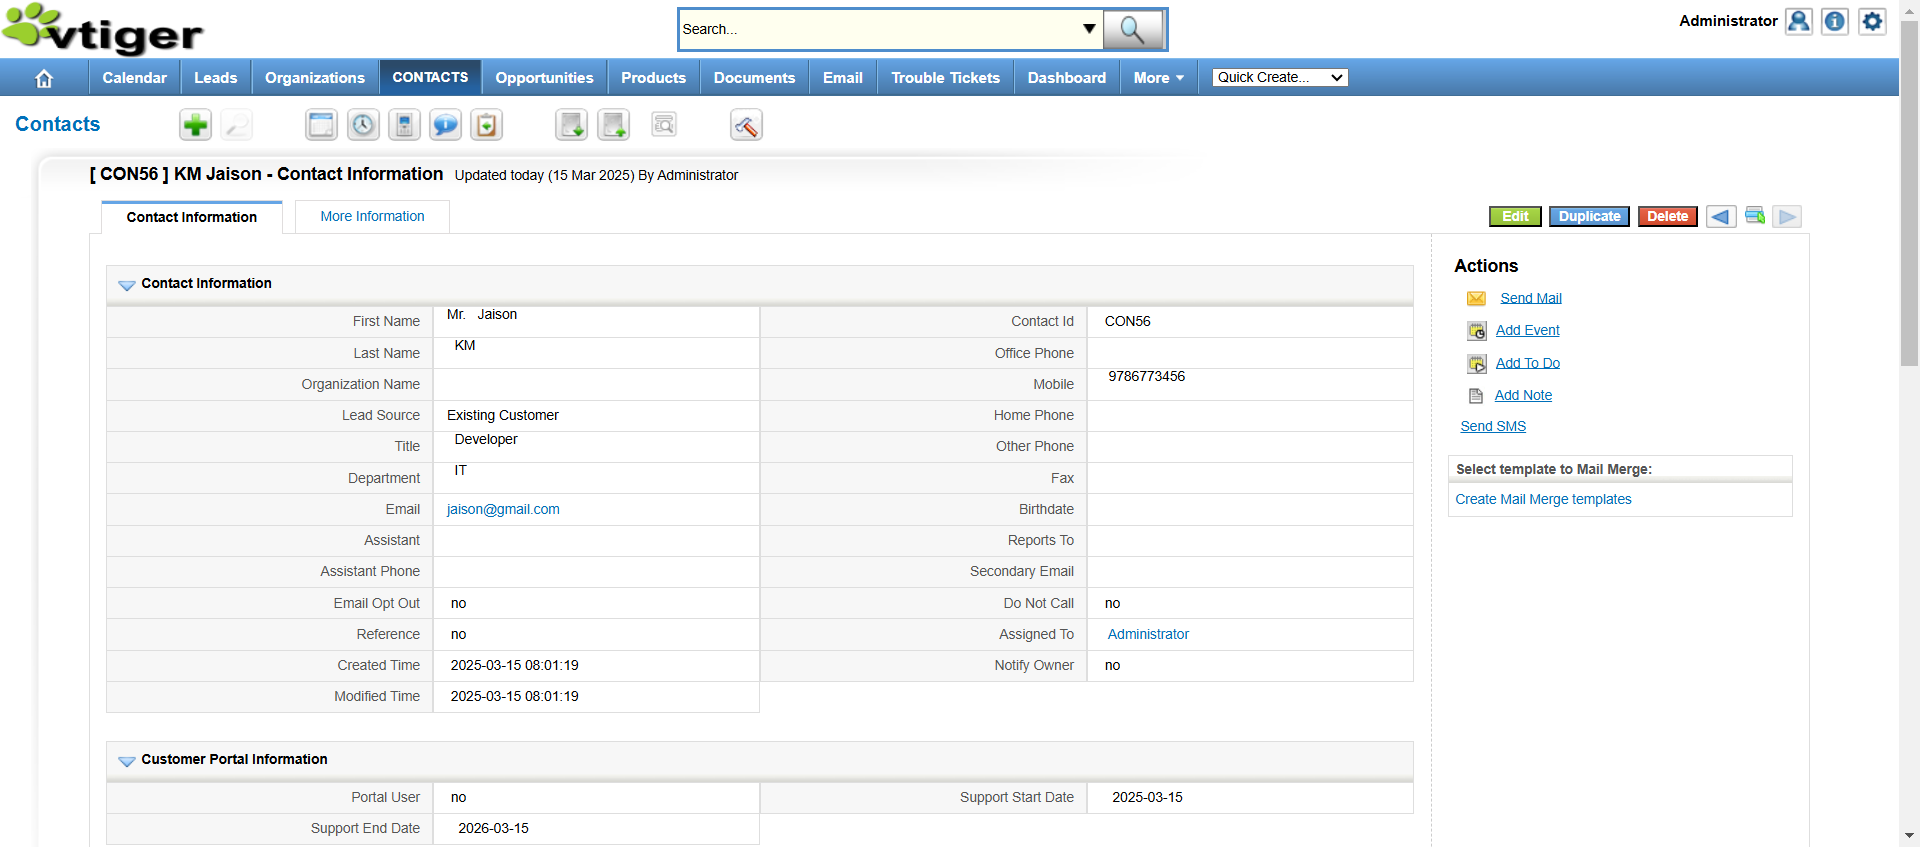 vtiger
Search...
Administrator
Calendar Leads Organizations CONTACTS Opportunities Products Documents Email Trouble Tickets Dashboard More Quick Create...
Contacts
[ CON56 ] KM Jaison - Contact Information Updated today (15 Mar 2025) By Administrator
Contact Information More Information
Edit Duplicate Delete
Contact Information
First Name Mr. Jaison Contact Id CON56
Last Name KM Office Phone
Organization Name Mobile 9786773456
Lead Source Existing Customer Home Phone
Title Developer Other Phone
Department IT Fax
Email jaison@gmail.com Birthdate
Assistant Reports To
Assistant Phone Secondary Email
Email Opt Out no Do Not Call no
Reference no Assigned To Administrator
Created Time 2025-03-15 08:01:19 Notify Owner no
Modified Time 2025-03-15 08:01:19
Customer Portal Information
Portal User no Support Start Date 2025-03-15
Support End Date 2026-03-15
Actions
Send Mail
Add Event
Add To Do
Add Note
Send SMS
Select template to Mail Merge:
Create Mail Merge templates